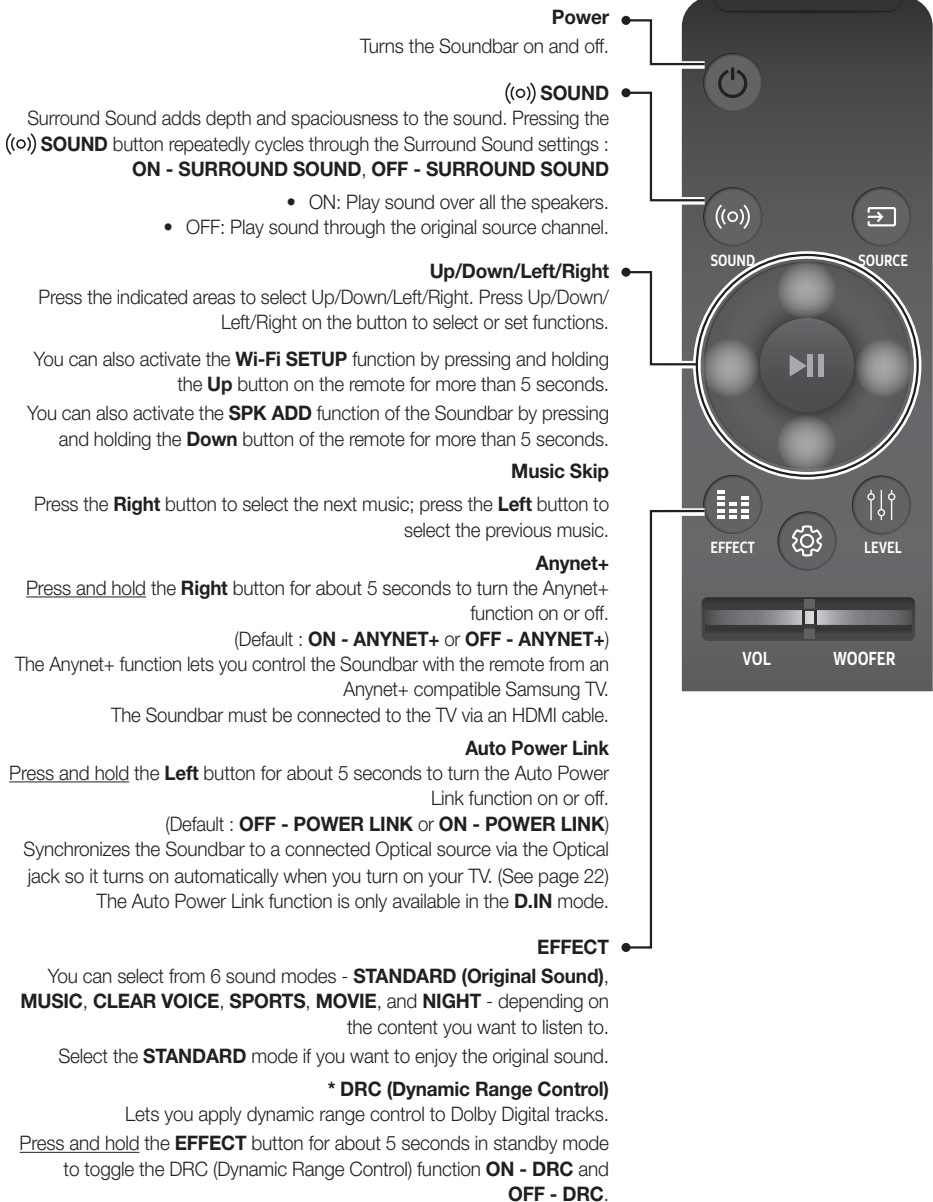 Power
Turns the Soundbar on and off.
((o)) SOUND
Surround Sound adds depth and spaciousness to the sound. Pressing the
((o)) SOUND button repeatedly cycles through the Surround Sound settings :
ON - SURROUND SOUND, OFF - SURROUND SOUND
• ON: Play sound over all the speakers.
• OFF: Play sound through the original source channel.
Up/Down/Left/Right
Press the indicated areas to select Up/Down/Left/Right. Press Up/Down/
Left/Right on the button to select or set functions.
You can also activate the Wi-Fi SETUP function by pressing and holding
the Up button on the remote for more than 5 seconds.
You can also activate the SPK ADD function of the Soundbar by pressing
and holding the Down button of the remote for more than 5 seconds.
Music Skip
Press the Right button to select the next music; press the Left button to
select the previous music.
Anynet+
Press and hold the Right button for about 5 seconds to turn the Anynet+
function on or off.
(Default : ON - ANYNET+ or OFF - ANYNET+)
The Anynet+ function lets you control the Soundbar with the remote from an
Anynet+ compatible Samsung TV.
The Soundbar must be connected to the TV via an HDMI cable.
Auto Power Link
Press and hold the Left button for about 5 seconds to turn the Auto Power
Link function on or off.
(Default : OFF - POWER LINK or ON - POWER LINK)
Synchronizes the Soundbar to a connected Optical source via the Optical
jack so it turns on automatically when you turn on your TV. (See page 22)
The Auto Power Link function is only available in the D.IN mode.
EFFECT
You can select from 6 sound modes - STANDARD (Original Sound),
MUSIC, CLEAR VOICE, SPORTS, MOVIE, and NIGHT - depending on
the content you want to listen to.
Select the STANDARD mode if you want to enjoy the original sound.
* DRC (Dynamic Range Control)
Lets you apply dynamic range control to Dolby Digital tracks.
Press and hold the EFFECT button for about 5 seconds in standby mode
to toggle the DRC (Dynamic Range Control) function ON - DRC and
OFF - DRC.
SOUND SOURCE
EFFECT LEVEL
VOL WOOFER